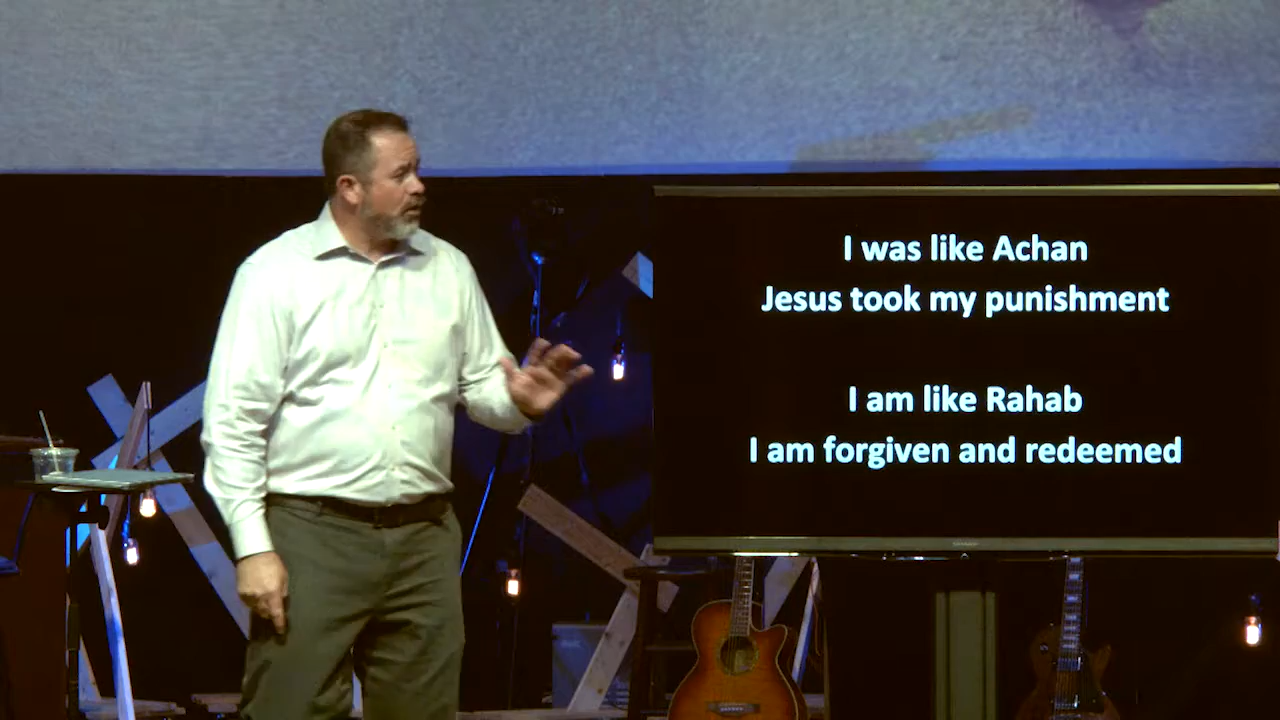 I was like Achan
Jesus took my punishment
I am like Rahab
I am forgiven and redeemed